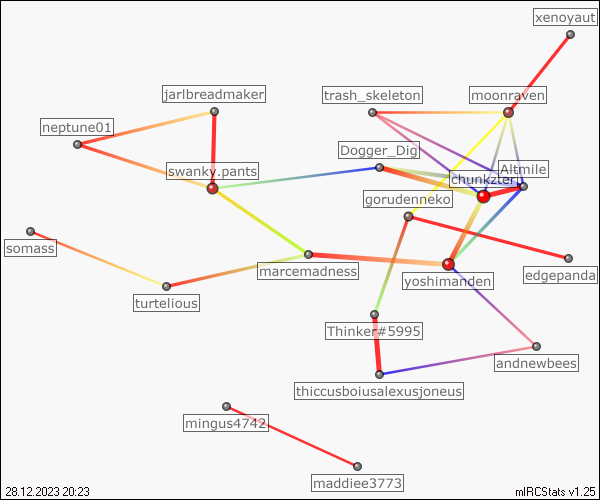 xenoyaut
jarlbreadmaker
trash_skeleton
moonraven
neptune01
Dogger_Dig
swanky.pants
Altmile
chunkzer
gorudenneko
somass
marcemadness
edgepanda
yoshimanden
turtelious
Thinker#5995
andnewbees
thiccusboiusalexusjoneus
mingus4742
maddiee3773
28.12.2023 20:23
mIRCStats v1.25